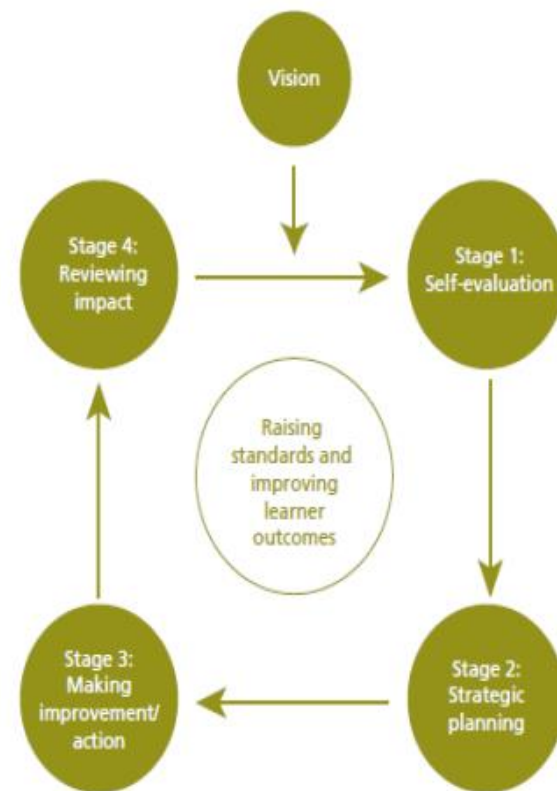 Vision
Stage 4:
Reviewing
impact
Stage 1:
Self-evaluation
Raising
standards and
improving
learner
outcomes
Stage 3:
Making
improvement/
action
Stage 2:
Strategic
planning